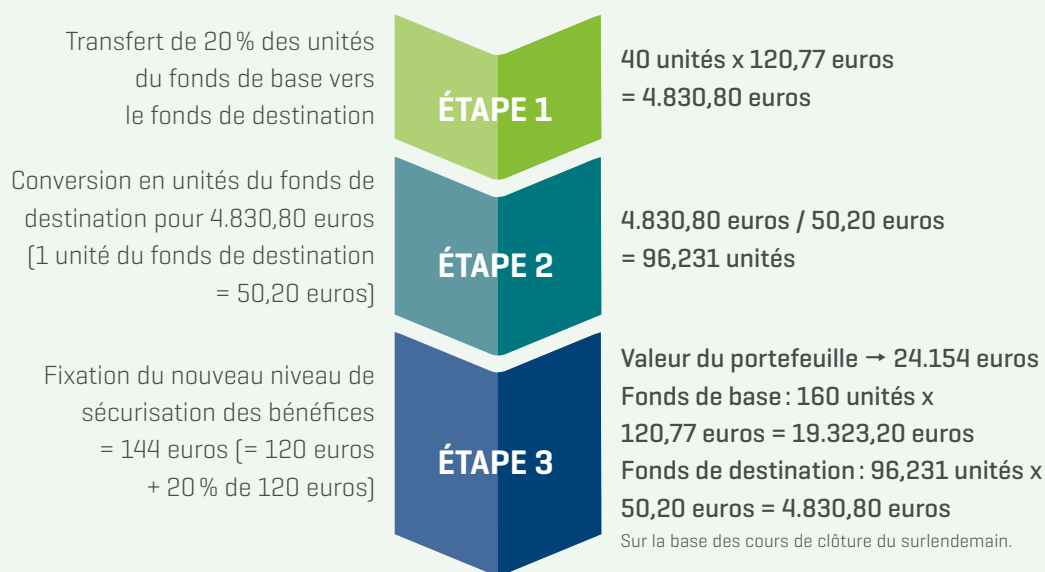 Transfert de 20 % des unités
du fonds de base vers
le fonds de destination
ÉTAPE 1
40 unités x 120,77 euros
= 4.830,80 euros
Conversion en unités du fonds de
destination pour 4.830,80 euros
(1 unité du fonds de destination
= 50,20 euros)
ÉTAPE 2
4.830,80 euros / 50,20 euros
= 96,231 unités
Fixation du nouveau niveau de
sécurisation des bénéfices
= 144 euros (= 120 euros
+ 20 % de 120 euros)
ÉTAPE 3
Valeur du portefeuille → 24.154 euros
Fonds de base : 160 unités x
120,77 euros = 19.323,20 euros
Fonds de destination : 96,231 unités x
50,20 euros = 4.830,80 euros
Sur la base des cours de clôture du surlendemain.